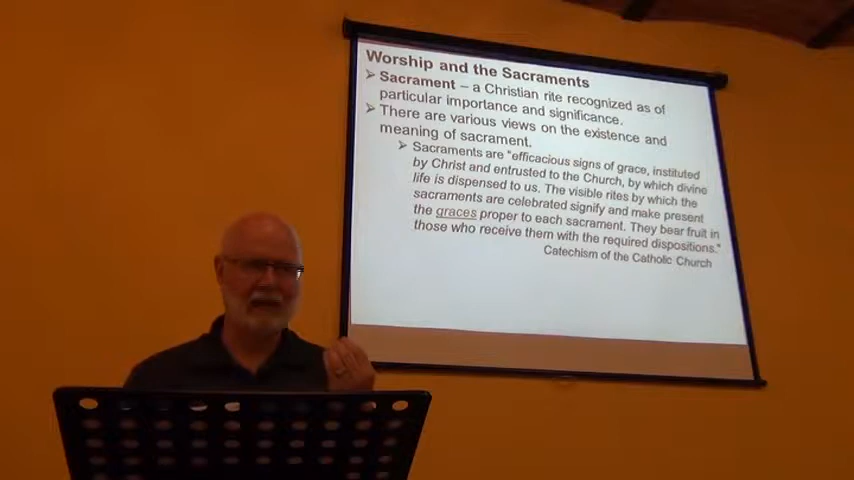 Worship and the Sacraments
➢ Sacrament – a Christian rite recognized as of
particular importance and significance.
➢ There are various views on the existence and
meaning of sacrament.
➢ Sacraments are "efficacious signs of grace, instituted
by Christ and entrusted to the Church, by which divine
life is dispensed to us. The visible rites by which the
sacraments are celebrated signify and make present
the graces proper to each sacrament. They bear fruit in
those who receive them with the required dispositions."
Catechism of the Catholic Church